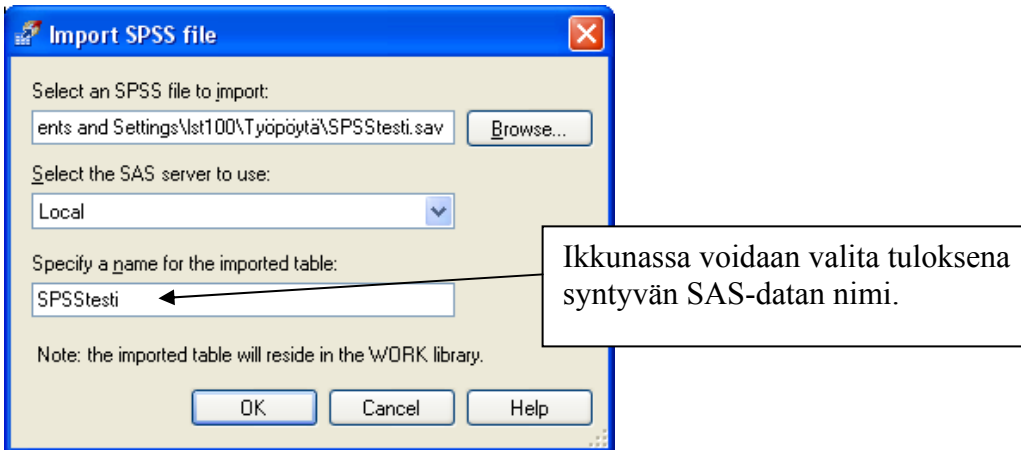 Import SPSS file
Select an SPSS file to import:
ents and Settings\lst100\Työpöytä\SPSStesti.sav
Browse...
Select the SAS server to use:
Local
Specify a name for the imported table:
SPSStesti
Ikkunassa voidaan valita tuloksena
syntyvän SAS-datan nimi.
Note: the imported table will reside in the WORK library.
OK
Cancel
Help